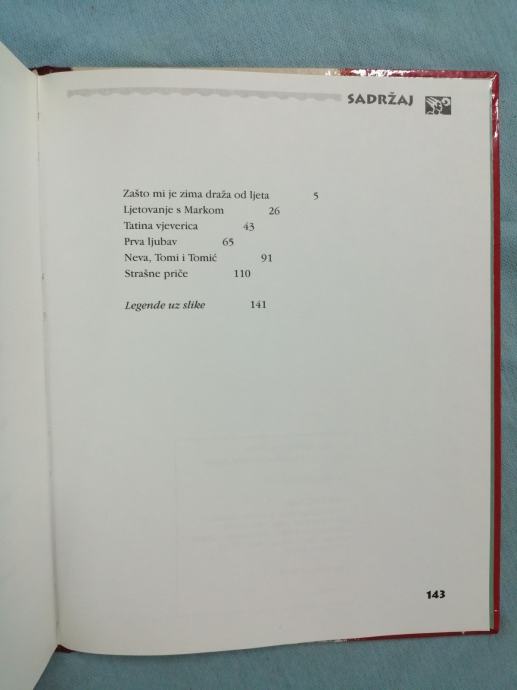 SADRŽAJ
Zašto mi je zima draža od ljeta 5
Ljetovanje s Markom 26
Tatina vjeverica 43
Prva ljubav 65
Neva, Tomi i Tomić 91
Strašne priče 110
Legende uz slike 141
143